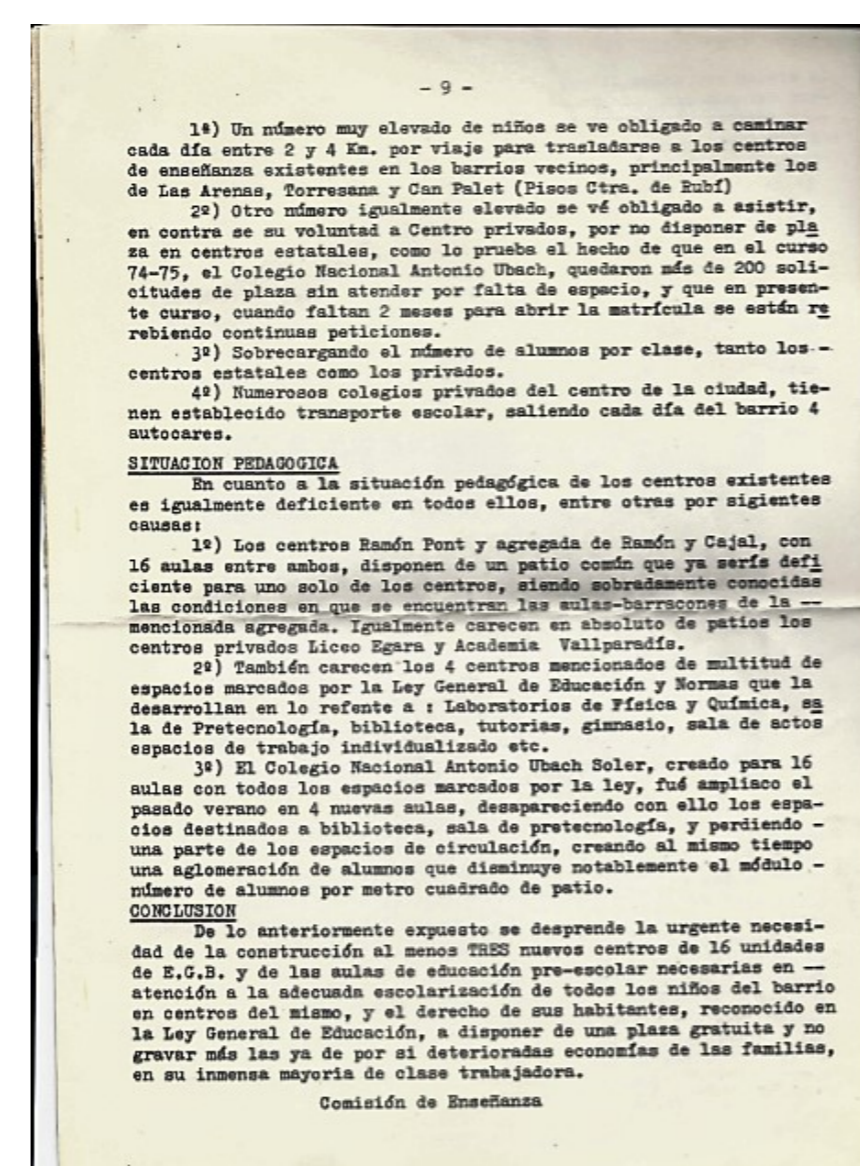 - 9 -
1ª) Un número muy elevado de niños se ve obligado a caminar
cada día entre 2 y 4 Km. por viaje para trasladarse a los centros
de enseñanza existentes en los barrios vecinos, principalmente los
de Las Arenas, Torresana y Can Palet (Pisos Ctra. de Rubí)
2º) Otro número igualmente elevado se vé obligado a asistir,
en contra se su voluntad a Centro privados, por no disponer de pla
za en centros estatales, como lo prueba el hecho de que en el curso
74-75, el Colegio Nacional Antonio Ubach, quedaron más de 200 soli-
citudes de plaza sin atender por falta de espacio, y que en presen-
te curso, cuando faltan 2 meses para abrir la matrícula se están re
rebiendo continuas peticiones.
3º) Sobrecargando el número de alumnos por clase, tanto los -
centros estatales como los privados.
4º) Numerosos colegios privados del centro de la ciudad, tie-
nen establecido transporte escolar, saliendo cada día del barrio 4
autocares.
SITUACION PEDAGOGICA
En cuanto a la situación pedagógica de los centros existentes
es igualmente deficiente en todos ellos, entre otras por sigientes
causas:
1º) Los centros Ramón Pont y agregada de Ramón y Cajal, con
16 aulas entre ambos, disponen de un patio común que ya serís defi
ciente para uno solo de los centros, siendo sobradamente conocidas
las condiciones en que se encuentran las aulas-barracones de la --
mencionada agregada. Igualmente carecen en absoluto de patios los
centros privados Liceo Egara y Academia Vallparadís.
2º) También carecen los 4 centros mencionados de multitud de
espacios marcados por la Ley General de Educación y Normas que la
desarrollan en lo referente a : Laboratorios de Física y Química, sa
la de Pretecnología, biblioteca, tutorias, gimnasio, sala de actos
espacios de trabajo individualizado etc.
3º) El Colegio Nacional Antonio Ubach Soler, creado para 16
aulas con todos los espacios marcados por la ley, fué ampliaco el
pasado verano en 4 nuevas aulas, desapareciendo con ello los espa-
cios destinados a biblioteca, sala de pretecnología, y perdiendo -
una parte de los espacios de circulación, creando al mismo tiempo
una aglomeración de alumnos que disminuye notablemente el módulo -
número de alumnos por metro cuadrado de patio.
CONCLUSION
De lo anteriormente expuesto se desprende la urgente necesi-
dad de la construcción al menos TRES nuevos centros de 16 unidades
de E.G.B. y de las aulas de educación pre-escolar necesarias en --
atención a la adecuada escolarización de todos los niños del barrio
en centros del mismo, y el derecho de sus habitantes, reconocido en
la Ley General de Educación, a disponer de una plaza gratuita y no
gravar más las ya de por si deterioradas economías de las familias,
en su inmensa mayoria de clase trabajadora.
Comisión de Enseñanza